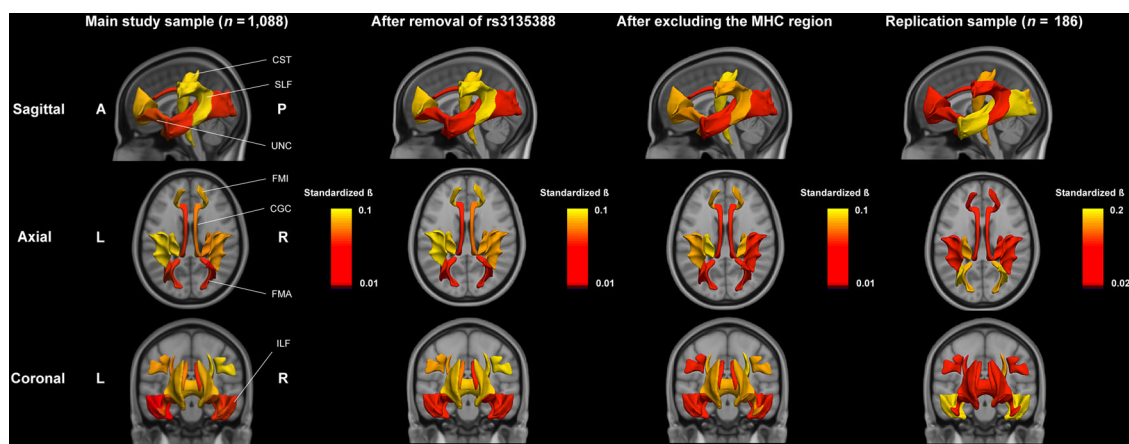 Main study sample (n = 1,088)
After removal of rs3135388
After excluding the MHC region
Replication sample (n = 186)
CST
SLF
Sagittal A P
UNC
FMI
Standardized ß
Standardized ß
Standardized ß
Standardized ß
0.1
0.1
0.1
0.2
CGC
Axial L R
0.01
0.01
0.01
0.02
FMA
ILF
Coronal L R